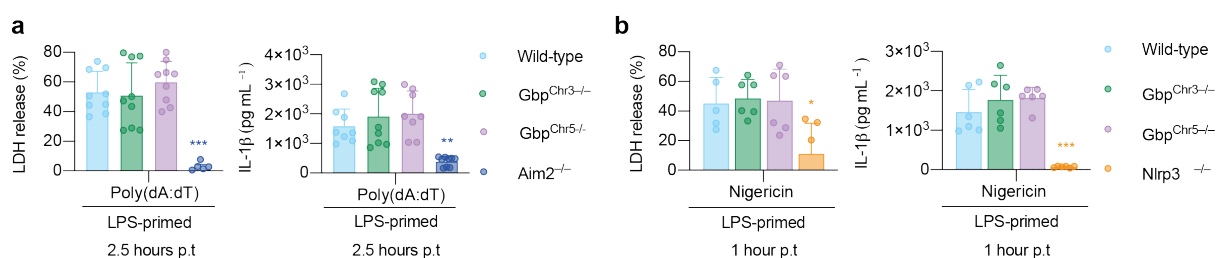 a
LDH release (%)
80
60
40
20
0
***
Poly(dA:dT)
LPS-primed
2.5 hours p.t
IL-1β (pg mL⁻¹)
4×10³
3×10³
2×10³
1×10³
0
**
Poly(dA:dT)
LPS-primed
2.5 hours p.t
Wild-type
Gbp^Chr3–/–
Gbp^Chr5-/-
Aim2⁻/⁻
b
LDH release (%)
80
60
40
20
0
*
Nigericin
LPS-primed
1 hour p.t
IL-1β (pg mL⁻¹)
3×10³
2×10³
1×10³
0
***
Nigericin
LPS-primed
1 hour p.t
Wild-type
Gbp^Chr3–/–
Gbp^Chr5–/–
Nlrp3 ⁻/⁻